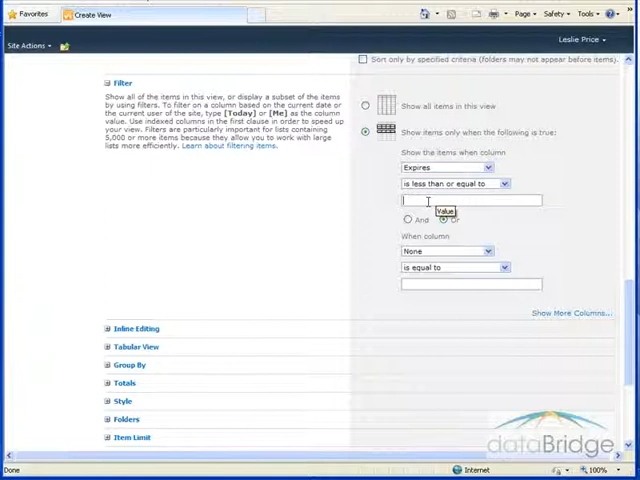 Favorites
Create View
Page
Safety
Tools
Site Actions
Leslie Price
Sort only by specified criteria (folders may not appear before items).
Filter
Show all of the items in this view, or display a subset of the items
by using filters. To filter on a column based on the current date or
the current user of the site, type [Today] or [Me] as the column
value. Use indexed columns in the first clause in order to speed up
your view. Filters are particularly important for lists containing
5,000 or more items because they allow you to work with large
lists more efficiently. Learn about filtering items.
Show all items in this view
Show items only when the following is true:
Show the items when column
Expires
is less than or equal to
Value
And Or
When column
None
is equal to
Show More Columns...
Inline Editing
Tabular View
Group By
Totals
Style
Folders
Item Limit
dataBridge
Done
Internet
100%